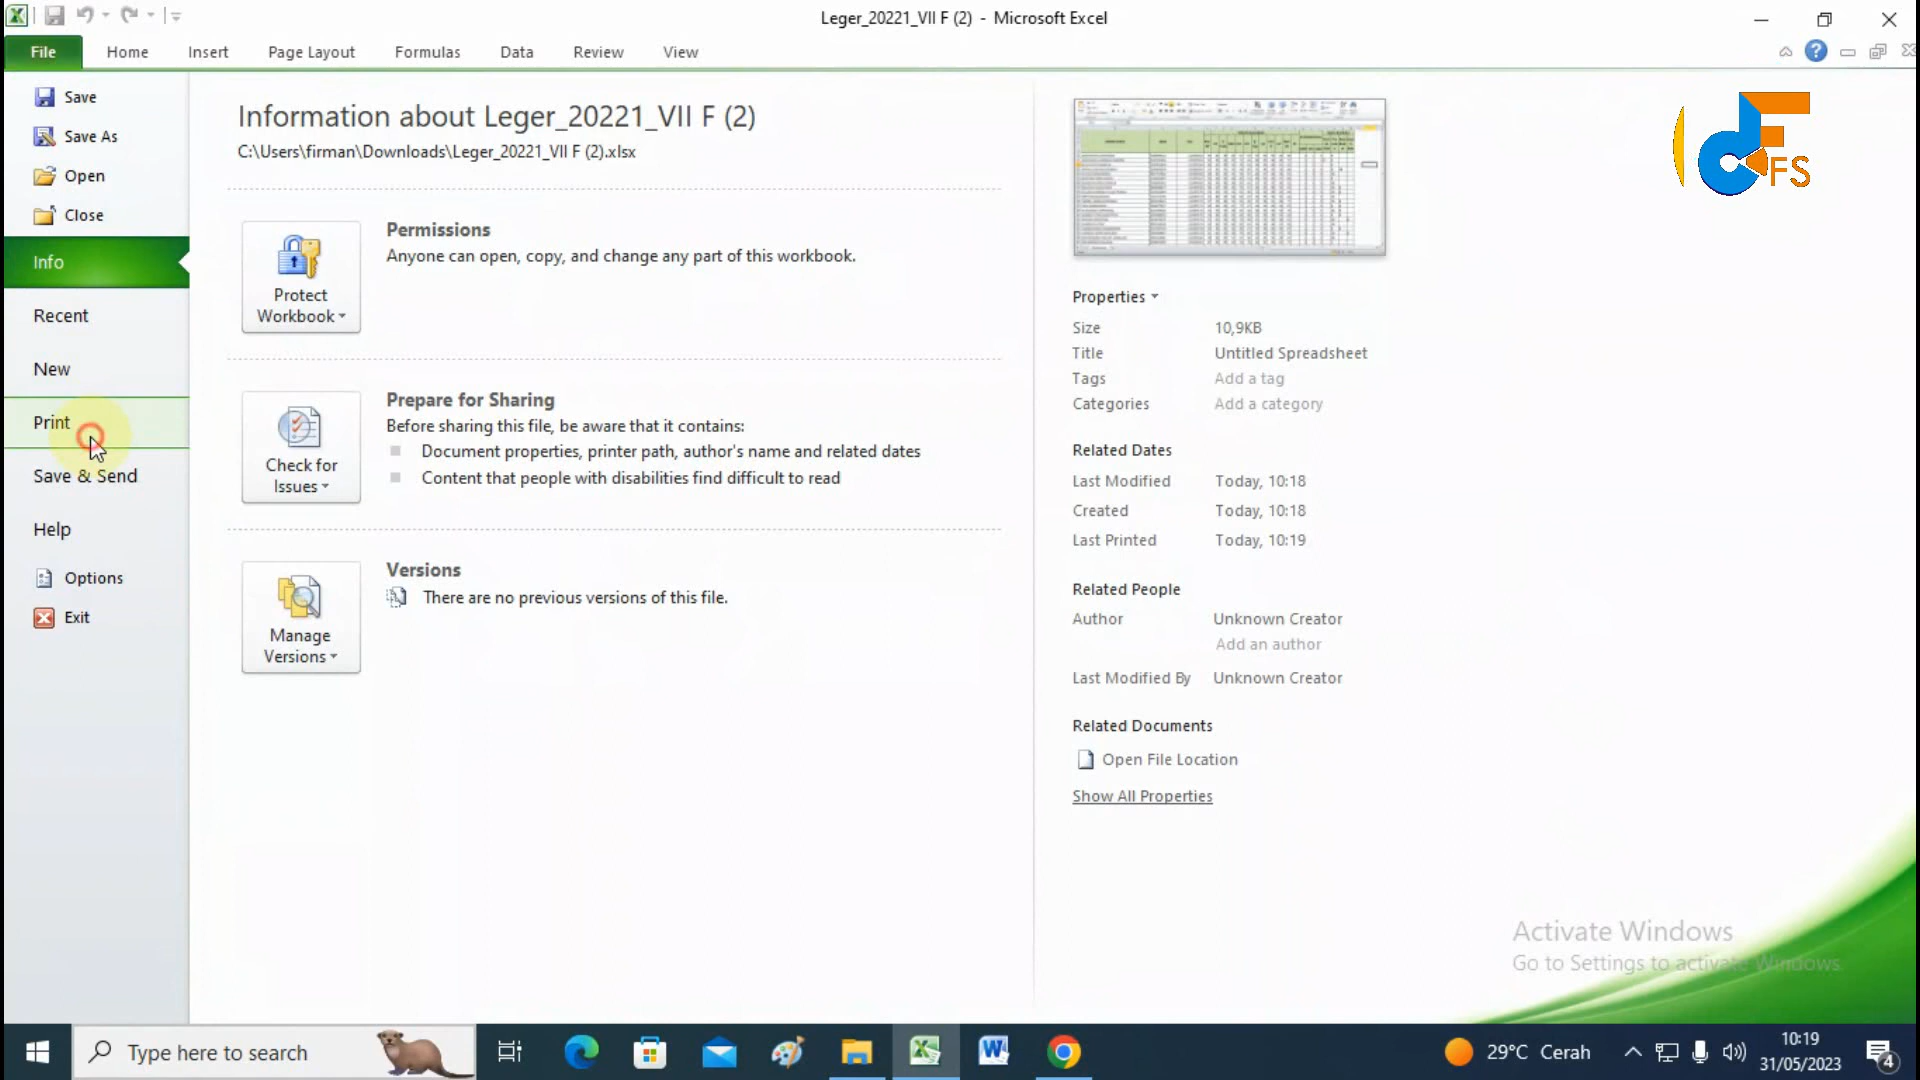 Leger_20221_VII F (2) - Microsoft Excel
File Home Insert Page Layout Formulas Data Review View
Save
Save As
Open
Close
Info
Recent
New
Print
Save & Send
Help
Options
Exit
Information about Leger_20221_VII F (2)
C:\Users\firman\Downloads\Leger_20221_VII F (2).xlsx
Protect
Workbook
Permissions
Anyone can open, copy, and change any part of this workbook.
Check for
Issues
Prepare for Sharing
Before sharing this file, be aware that it contains:
Document properties, printer path, author's name and related dates
Content that people with disabilities find difficult to read
Manage
Versions
Versions
There are no previous versions of this file.
Properties
Size 10,9KB
Title Untitled Spreadsheet
Tags Add a tag
Categories Add a category
Related Dates
Last Modified Today, 10:18
Created Today, 10:18
Last Printed Today, 10:19
Related People
Author Unknown Creator
Add an author
Last Modified By Unknown Creator
Related Documents
Open File Location
Show All Properties
FS
Activate Windows
Go to Settings to activate Windows.
Type here to search
29°C Cerah
10:19
31/05/2023
4